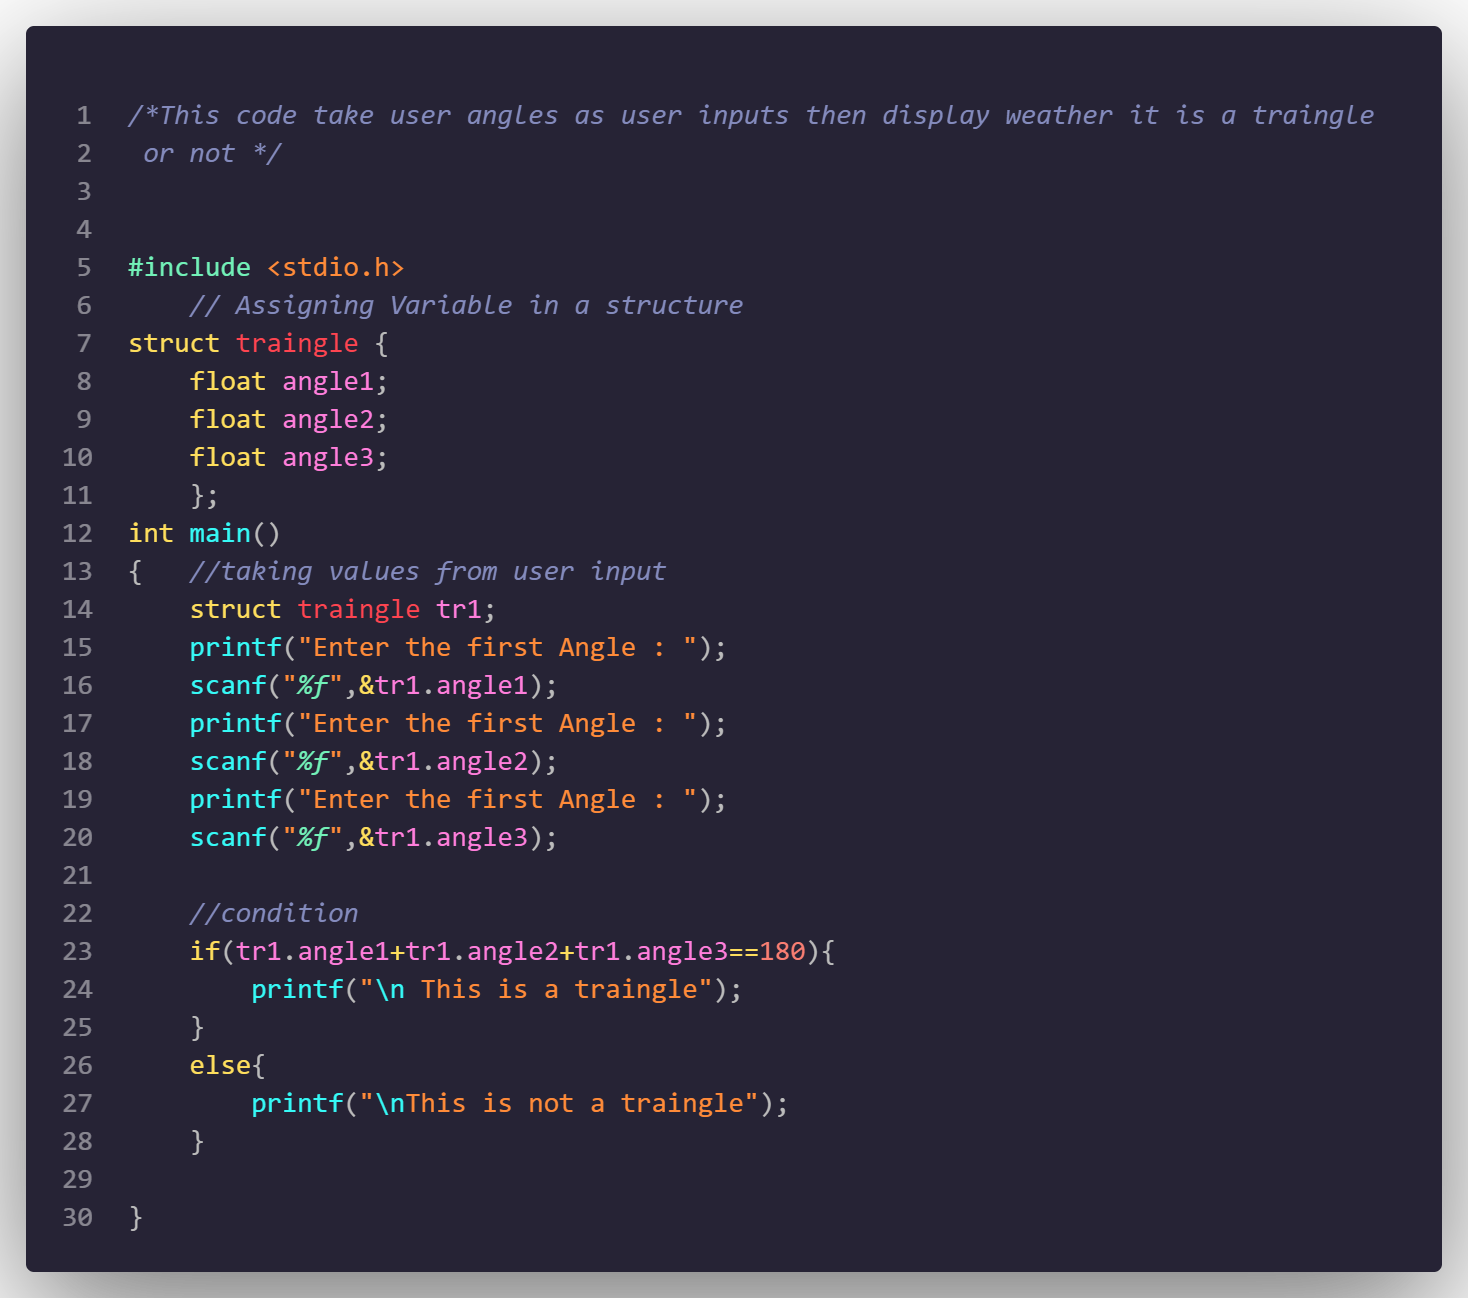 1 /*This code take user angles as user inputs then display weather it is a traingle
2  or not */
3
4
5 #include <stdio.h>
6     // Assigning Variable in a structure
7 struct traingle {
8     float angle1;
9     float angle2;
10     float angle3;
11     };
12 int main()
13 {   //taking values from user input
14     struct traingle tr1;
15     printf("Enter the first Angle : ");
16     scanf("%f",&tr1.angle1);
17     printf("Enter the first Angle : ");
18     scanf("%f",&tr1.angle2);
19     printf("Enter the first Angle : ");
20     scanf("%f",&tr1.angle3);
21
22     //condition
23     if(tr1.angle1+tr1.angle2+tr1.angle3==180){
24         printf("\n This is a traingle");
25     }
26     else{
27         printf("\nThis is not a traingle");
28     }
29
30 }